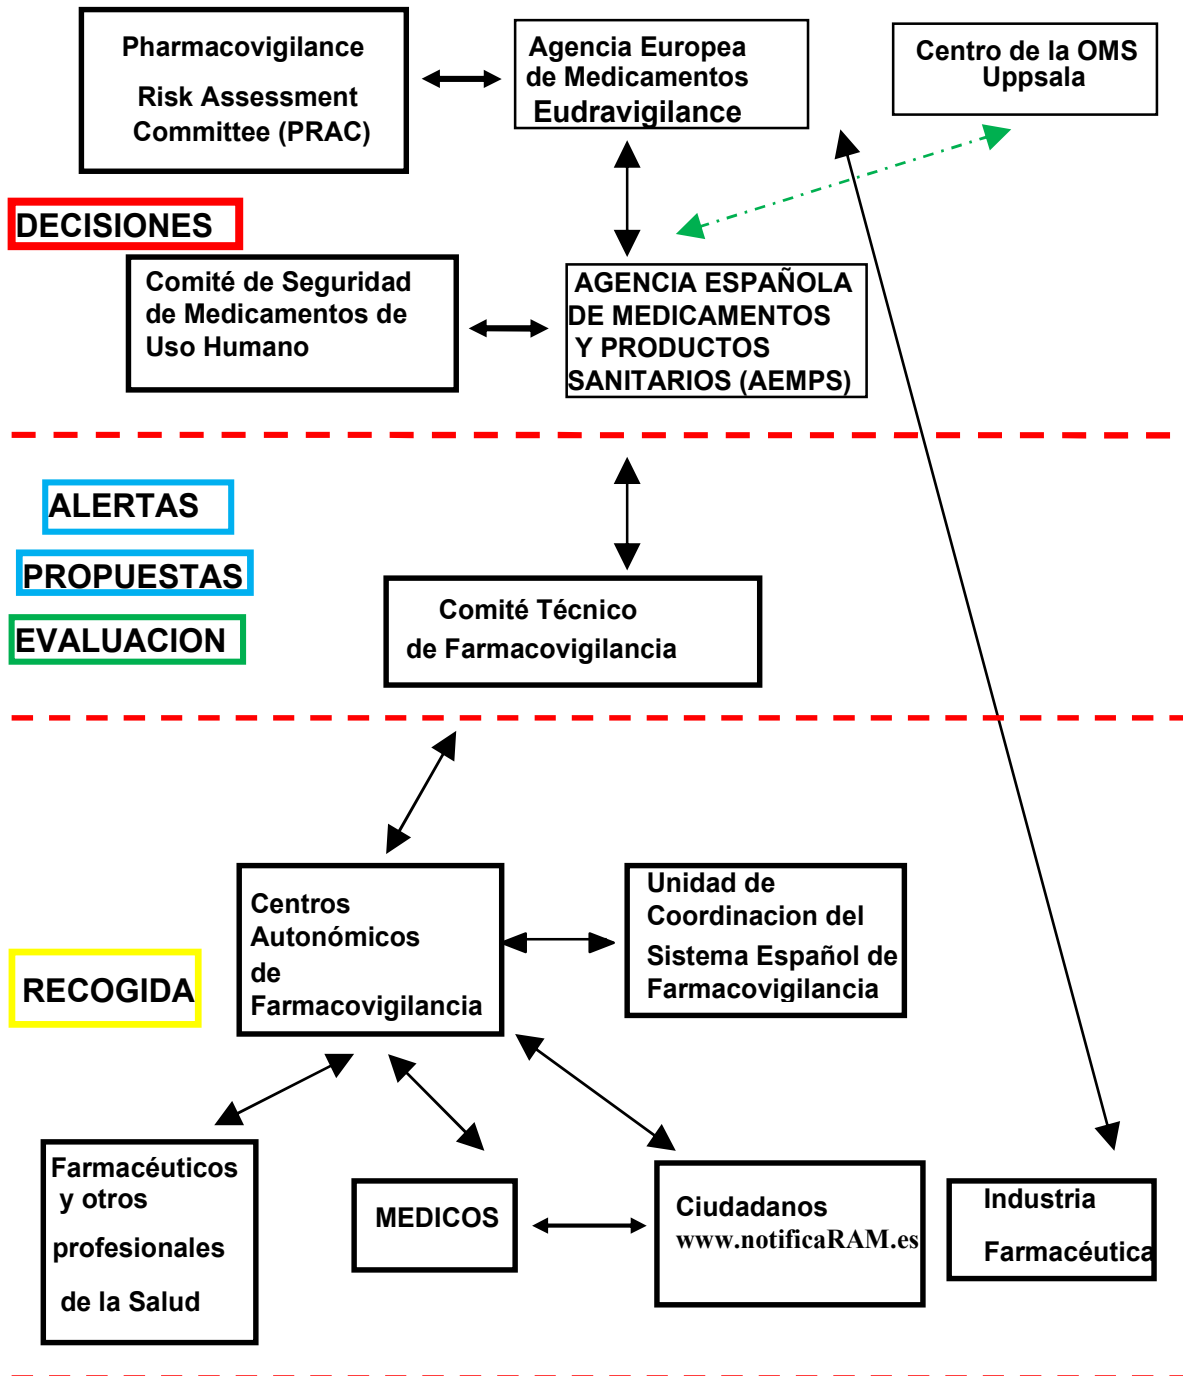 Pharmacovigilance
Risk Assessment
Committee (PRAC)
Agencia Europea
de Medicamentos
Eudravigilance
Centro de la OMS
Uppsala
DECISIONES
Comité de Seguridad
de Medicamentos de
Uso Humano
AGENCIA ESPAÑOLA
DE MEDICAMENTOS
Y PRODUCTOS
SANITARIOS (AEMPS)
ALERTAS
PROPUESTAS
EVALUACION
Comité Técnico
de Farmacovigilancia
RECOGIDA
Centros
Autonómicos
de
Farmacovigilancia
Unidad de
Coordinacion del
Sistema Español de
Farmacovigilancia
Farmacéuticos
y otros
profesionales
de la Salud
MEDICOS
Ciudadanos
www.notificaRAM.es
Industria
Farmacéutica